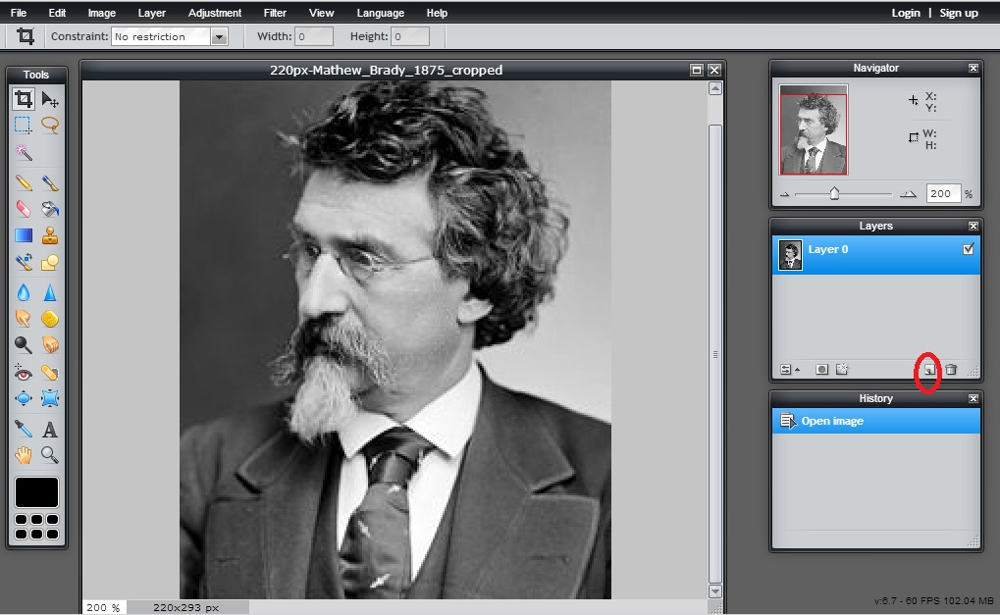 File Edit Image Layer Adjustment Filter View Language Help Login | Sign up
Constraint: No restriction Width: 0 Height: 0
Tools
220px-Mathew_Brady_1875_cropped
Navigator
X:
Y:
W:
H:
200 %
Layers
Layer 0
History
Open image
A
200 % 220x293 px
v:6.7 - 60 FPS 102.04 MB